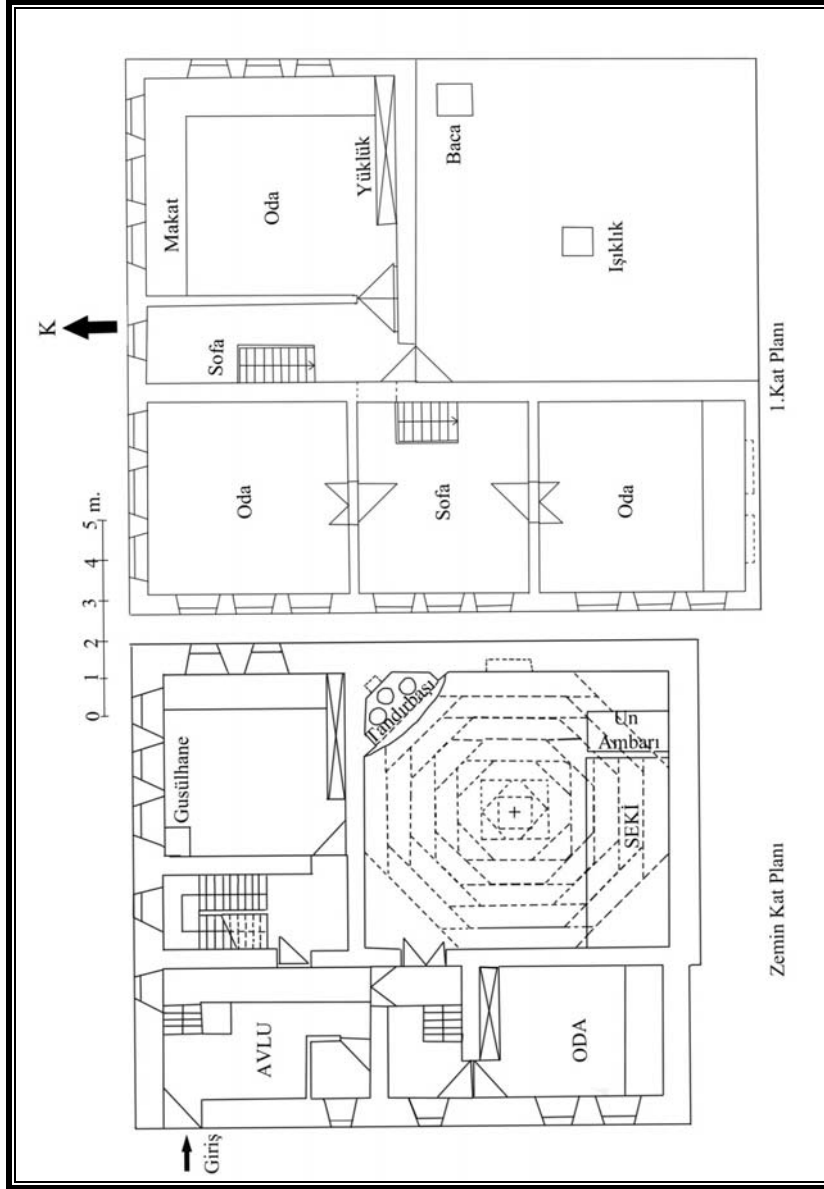 K
Makat
Oda
Yüklük
Baca
Işıklık
Sofa
Oda
Sofa
Oda
1.Kat Planı
0 1 2 3 4 5 m.
Gusülhane
Tandırbaşı
Un
Ambarı
SEKİ
AVLU
ODA
Giriş
Zemin Kat Planı